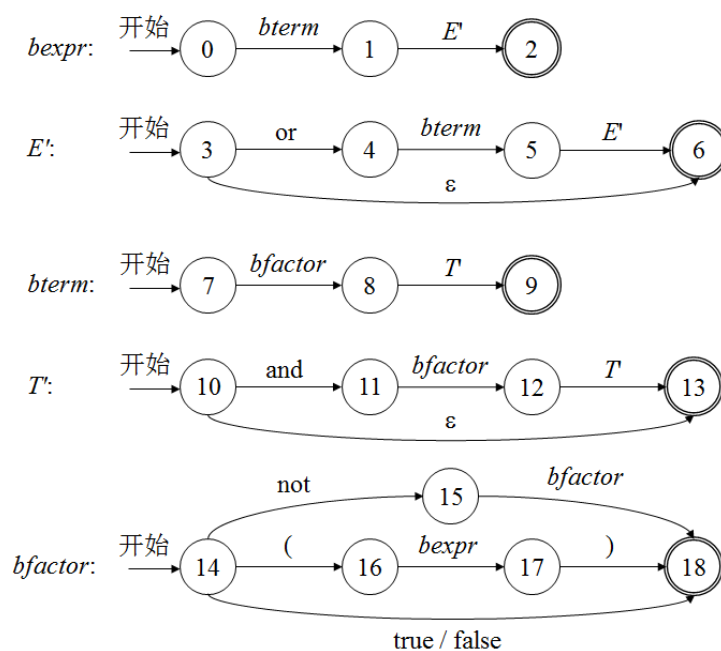 开始 bterm E'
bexpr: 0 1 2
开始 or bterm E'
E': 3 4 5 6
ε
开始 bfactor T
bterm: 7 8 9
开始 and bfactor T
T': 10 11 12 13
ε
not 15 bfactor
开始 ( bexpr )
bfactor: 14 16 17 18
true / false